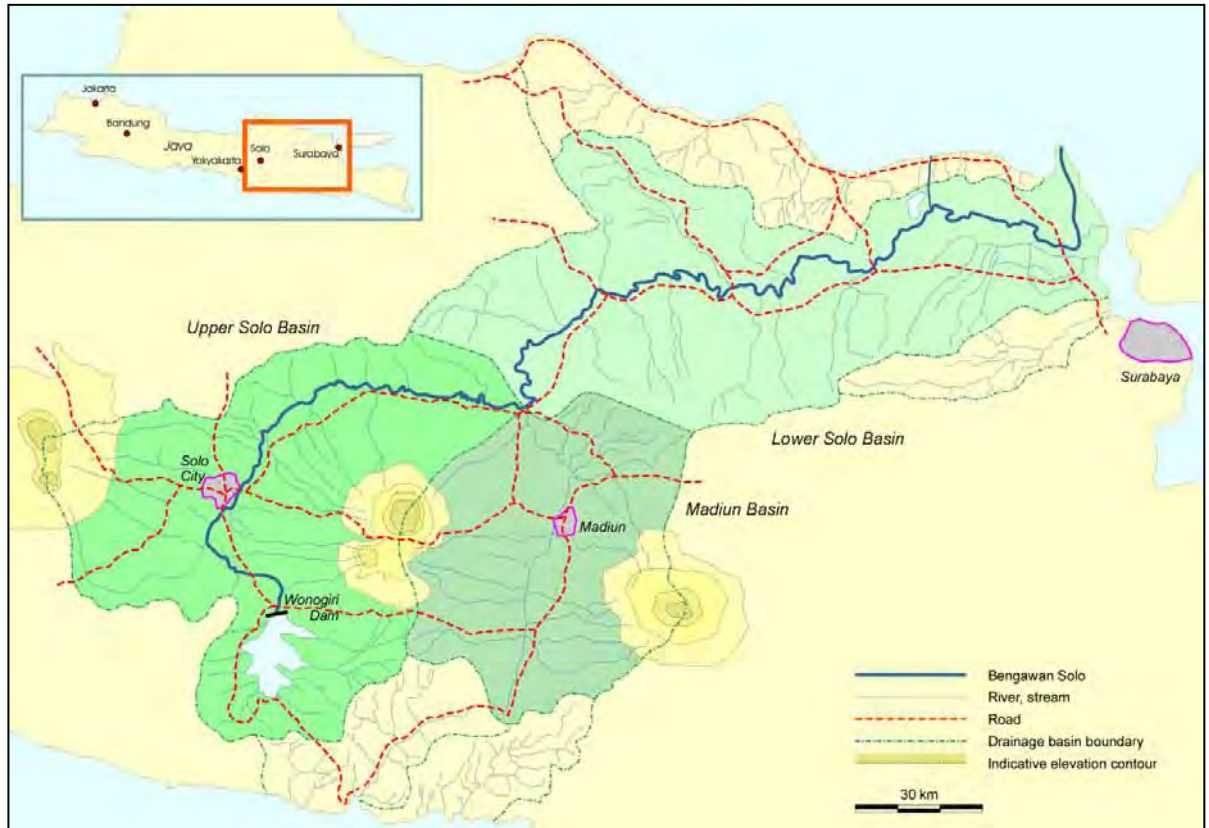 Jakarta
Bandung
Java
Yokyakarta
Solo
Surabaya
Upper Solo Basin
Surabaya
Lower Solo Basin
Solo
City
Madiun Basin
Madiun
Wonogiri
Dam
Bengawan Solo
River, stream
Road
Drainage basin boundary
Indicative elevation contour
30 km